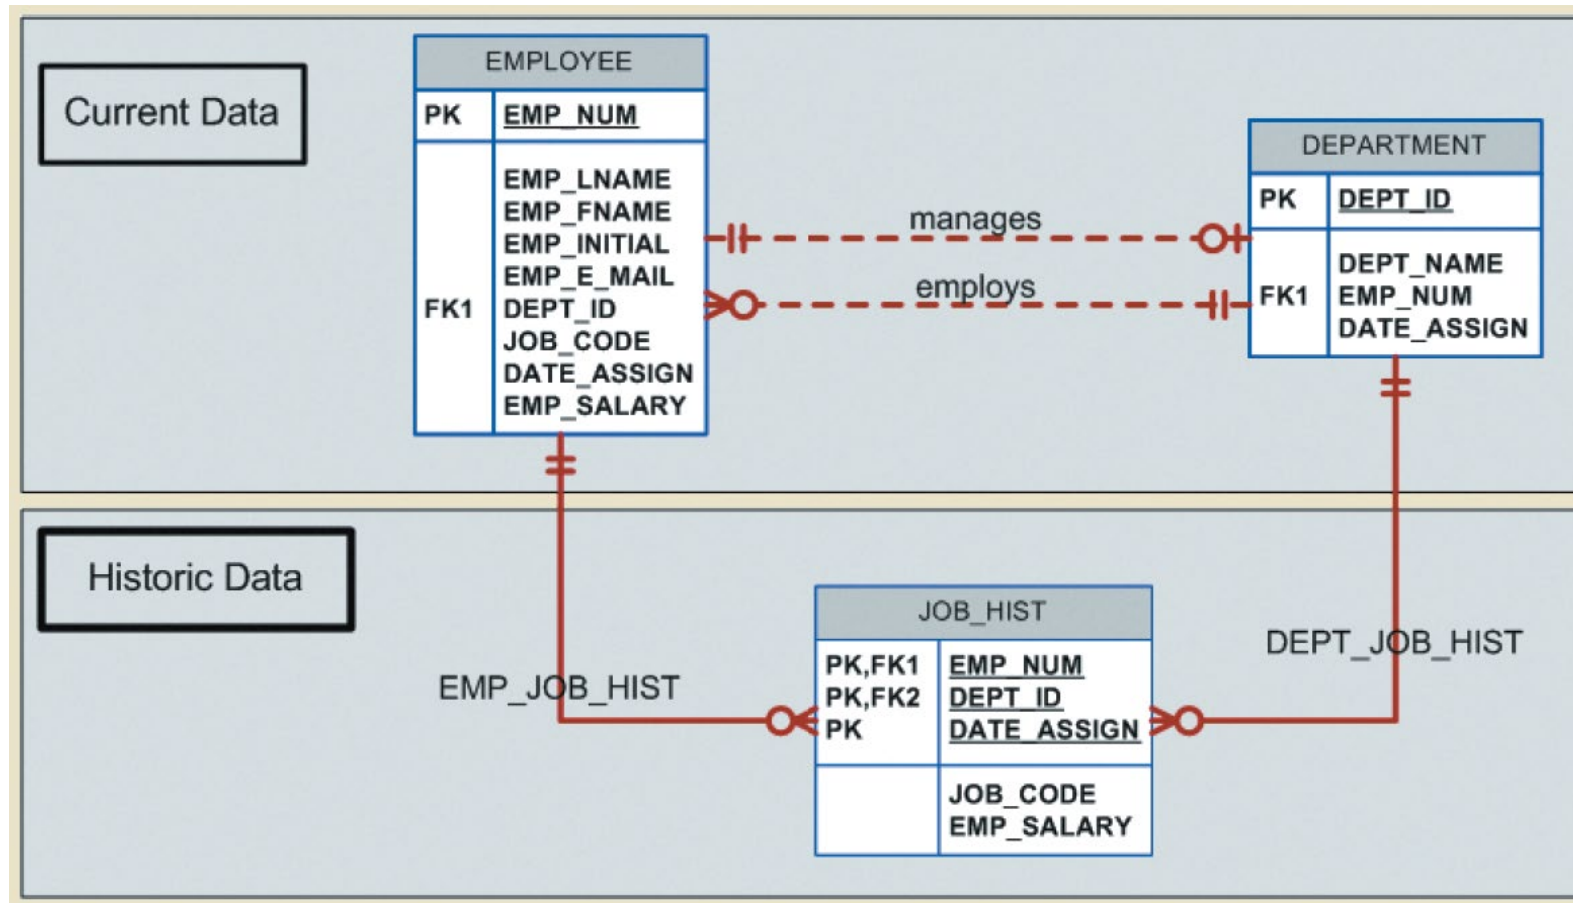 Current Data
EMPLOYEE
PK EMP_NUM
EMP_LNAME
EMP_FNAME
EMP_INITIAL
EMP_E_MAIL
FK1 DEPT_ID
JOB_CODE
DATE_ASSIGN
EMP_SALARY
manages
employs
DEPARTMENT
PK DEPT_ID
DEPT_NAME
FK1 EMP_NUM
DATE_ASSIGN
Historic Data
EMP_JOB_HIST
JOB_HIST
PK,FK1 EMP_NUM
PK,FK2 DEPT_ID
PK DATE_ASSIGN
JOB_CODE
EMP_SALARY
DEPT_JOB_HIST